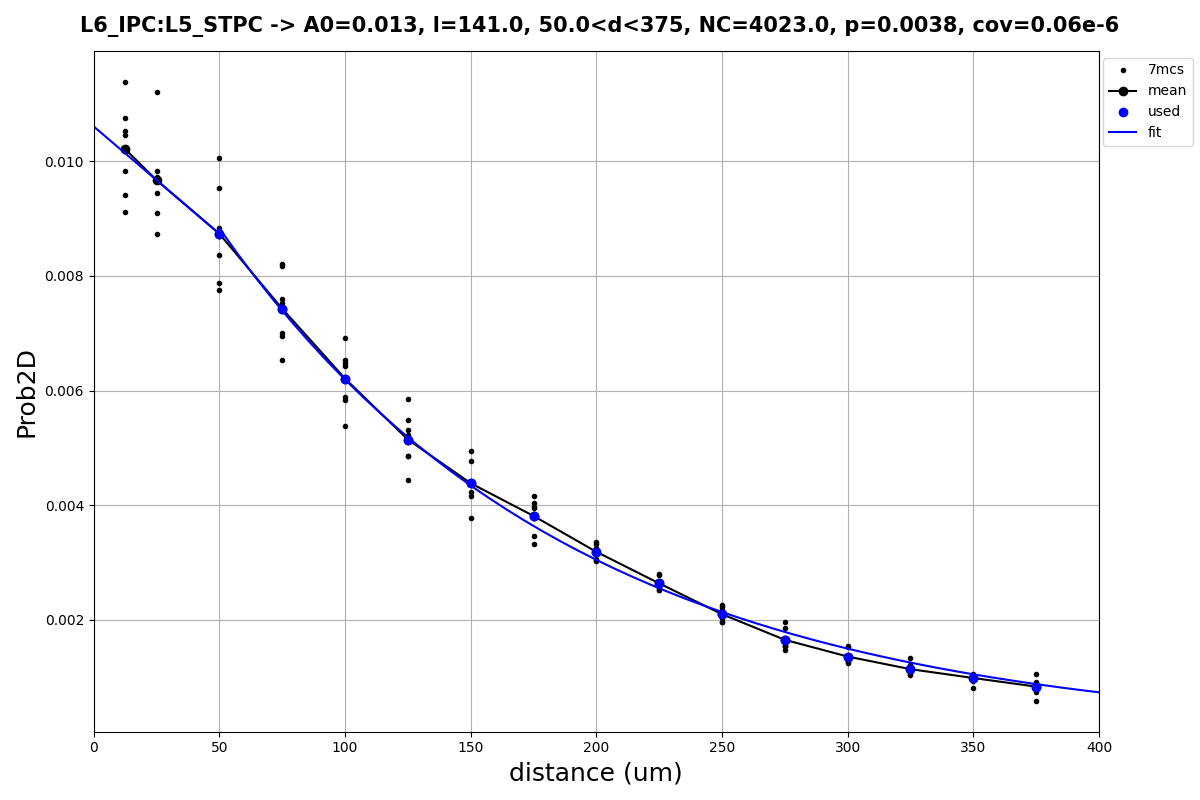 L6_IPC:L5_STPC -> A0=0.013, l=141.0, 50.0<d<375, NC=4023.0, p=0.0038, cov=0.06e-6
7mcs
mean
used
fit
0.010
0.008
0.006
0.004
0.002
Prob2D
0 50 100 150 200 250 300 350 400
distance (um)